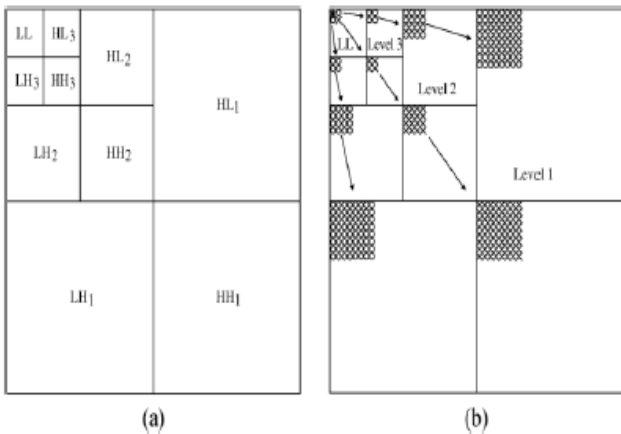 LL HL3
HL2
LH3 HH3
HL1
LH2 HH2
LH1 HH1
(a)
LL Level 3
Level 2
Level 1
(b)